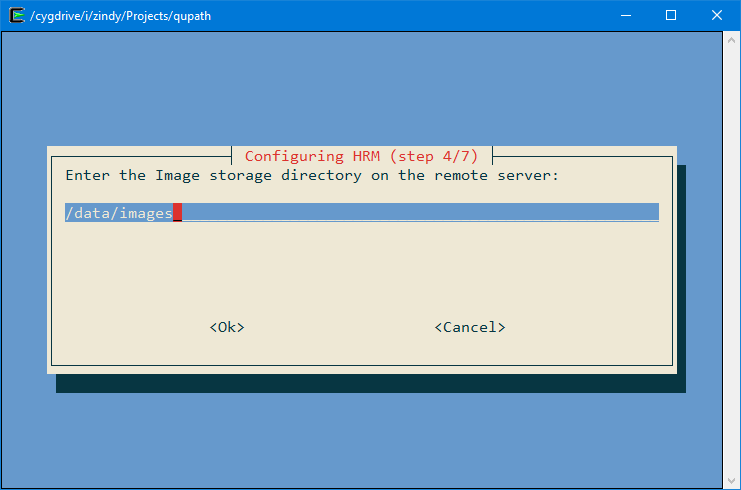 /cygdrive/i/zindy/Projects/qupath
Configuring HRM (step 4/7)
Enter the Image storage directory on the remote server:
/data/images
<Ok> <Cancel>